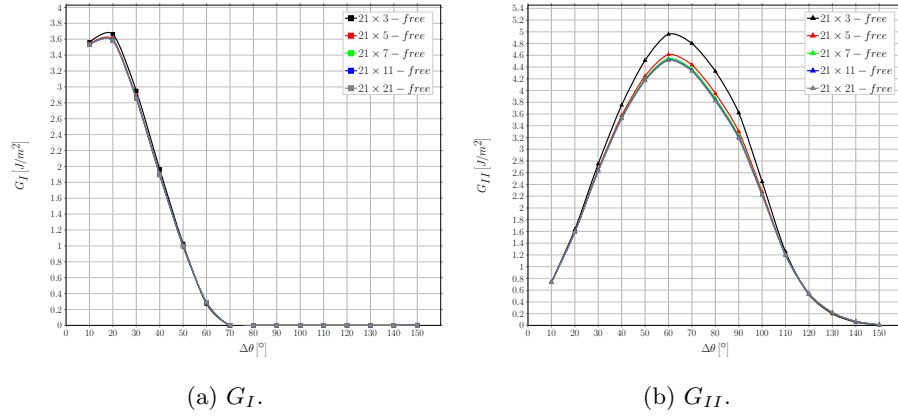 4
3.8
3.6
3.4
3.2
3
2.8
2.6
2.4
2.2
2
1.8
1.6
1.4
1.2
1
0.8
0.6
0.4
0.2
0
G_I [J/m²]
21 × 3 − free
21 × 5 − free
21 × 7 − free
21 × 11 − free
21 × 21 − free
0 10 20 30 40 50 60 70 80 90 100 110 120 130 140 150
Δθ [°]
(a) G_I.
5.4
5.2
5
4.8
4.6
4.4
4.2
4
3.8
3.6
3.4
3.2
3
2.8
2.6
2.4
2.2
2
1.8
1.6
1.4
1.2
1
0.8
0.6
0.4
0.2
0
G_{II} [J/m²]
21 × 3 − free
21 × 5 − free
21 × 7 − free
21 × 11 − free
21 × 21 − free
0 10 20 30 40 50 60 70 80 90 100 110 120 130 140 150
Δθ [°]
(b) G_{II}.